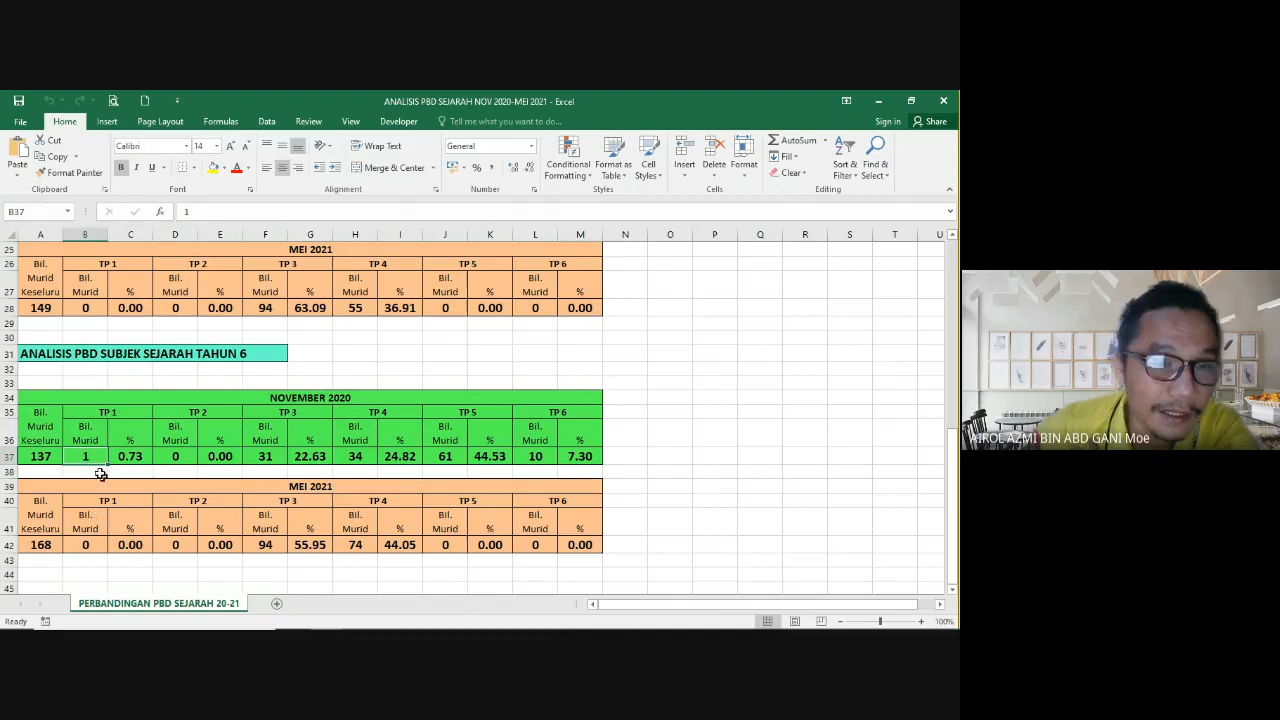 ANALISIS PBD SEJARAH NOV 2020-MEI 2021 - Excel
File Home Insert Page Layout Formulas Data Review View Developer Tell me what you want to do... Sign in Share
Paste Cut Copy Format Painter Clipboard
Calibri 14 B I U Font
Wrap Text Merge & Center Alignment
General % , Number
Conditional Formatting Format as Table Cell Styles Styles
Insert Delete Format Cells
AutoSum Fill Clear Sort & Filter Find & Select Editing
B37 fx 1
A B C D E F G H I J K L M N O P Q R S T U
25 MEI 2021
26 Bil. TP 1 TP 2 TP 3 TP 4 TP 5 TP 6
Murid Bil. Bil. Bil. Bil. Bil. Bil.
27 Keseluru Murid % Murid % Murid % Murid % Murid % Murid %
28 149 0 0.00 0 0.00 94 63.09 55 36.91 0 0.00 0 0.00
29
30
31 ANALISIS PBD SUBJEK SEJARAH TAHUN 6
32
33
34 NOVEMBER 2020
35 Bil. TP 1 TP 2 TP 3 TP 4 TP 5 TP 6
Murid Bil. Bil. Bil. Bil. Bil. Bil.
36 Keseluru Murid % Murid % Murid % Murid % Murid % Murid %
37 137 1 0.73 0 0.00 31 22.63 34 24.82 61 44.53 10 7.30
38
39 MEI 2021
40 Bil. TP 1 TP 2 TP 3 TP 4 TP 5 TP 6
Murid Bil. Bil. Bil. Bil. Bil. Bil.
41 Keseluru Murid % Murid % Murid % Murid % Murid % Murid %
42 168 0 0.00 0 0.00 94 55.95 74 44.05 0 0.00 0 0.00
43
44
45
PERBANDINGAN PBD SEJARAH 20-21
Ready 100%
AIROL AZMI BIN ABD GANI Moe